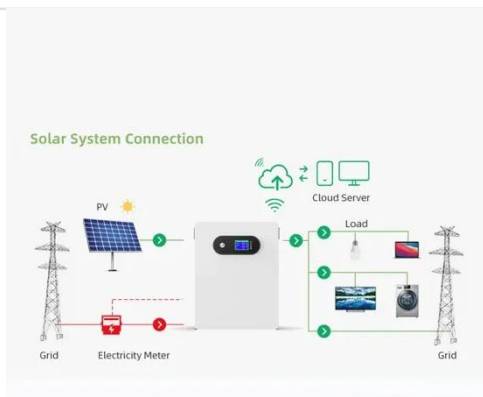 Solar System Connection
Cloud Server
PV
Load
Grid
Electricity Meter
Grid